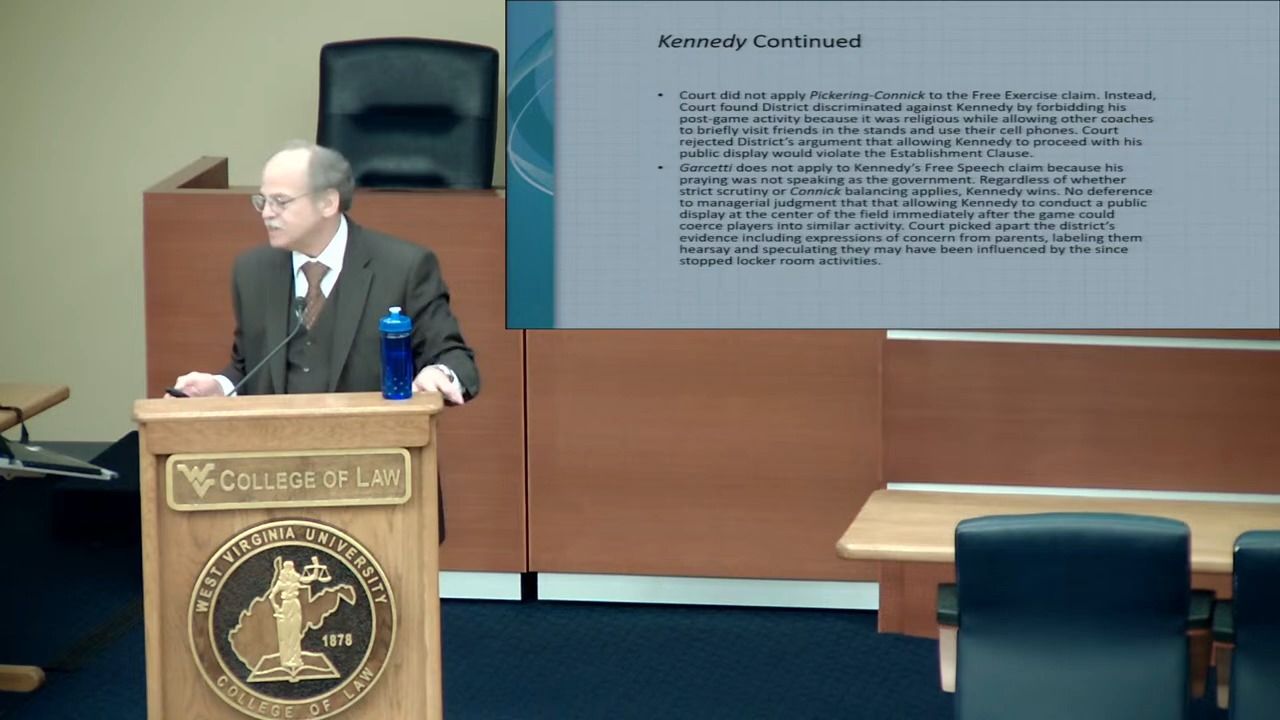 Kennedy Continued
• Court did not apply Pickering-Connick to the Free Exercise claim. Instead,
Court found District discriminated against Kennedy by forbidding his
post-game activity because it was religious while allowing other coaches
to briefly visit friends in the stands and use their cell phones. Court
rejected District's argument that allowing Kennedy to proceed with his
public display would violate the Establishment Clause.
• Garcetti does not apply to Kennedy's Free Speech claim because his
praying was not speaking as the government. Regardless of whether
strict scrutiny or Connick balancing applies, Kennedy wins. No deference
to managerial judgment that that allowing Kennedy to conduct a public
display at the center of the field immediately after the game could
coerce players into similar activity. Court picked apart the district's
evidence including expressions of concern from parents, labeling them
hearsay and speculating they may have been influenced by the since
stopped locker room activities.
WV COLLEGE OF LAW
WEST VIRGINIA UNIVERSITY
1878
COLLEGE OF LAW